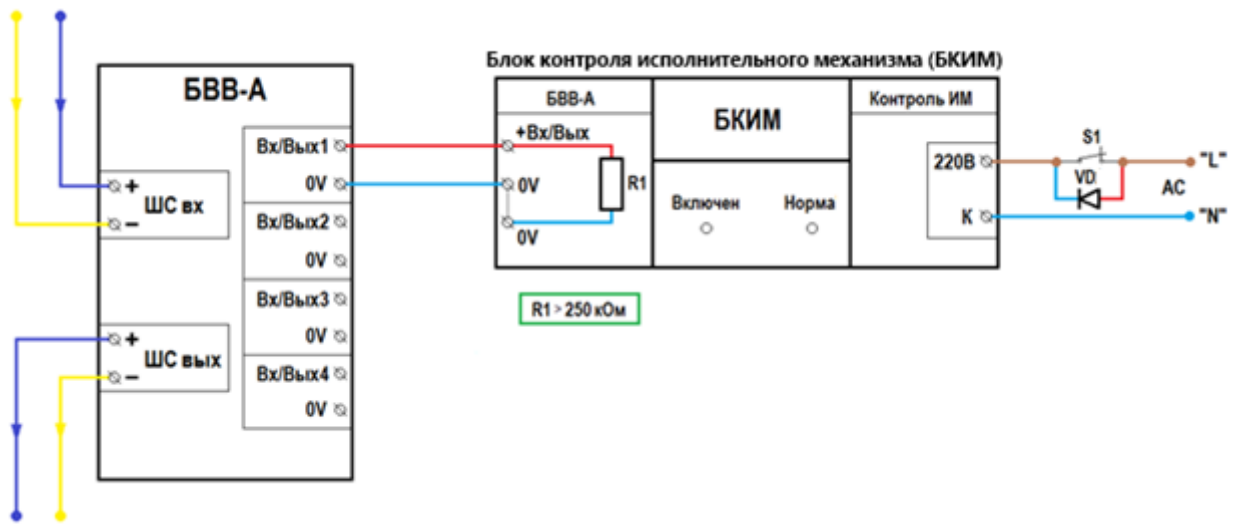 Блок контроля исполнительного механизма (БКИМ)
БВВ-А
Вх/Вых1
0V
Вх/Вых2
0V
Вх/Вых3
0V
Вх/Вых4
0V
+
ШС вх
–
+
ШС вых
–
БВВ-А
+Вх/Вых
0V
0V
R1
БКИМ
Включен
Норма
Контроль ИМ
220В
К
S1
VD
"L"
AC
"N"
R1 > 250 кОм